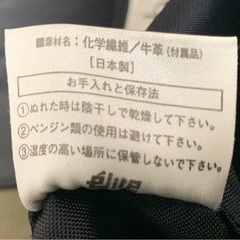 ■素材名：化学繊維／牛革（付属品）
［日本製］
お手入れと保存法
①ぬれた時は陰干しで乾燥して下さい。
②ベンジン類の使用は避けて下さい。
③湿度の高い場所に保管しないで下さい。